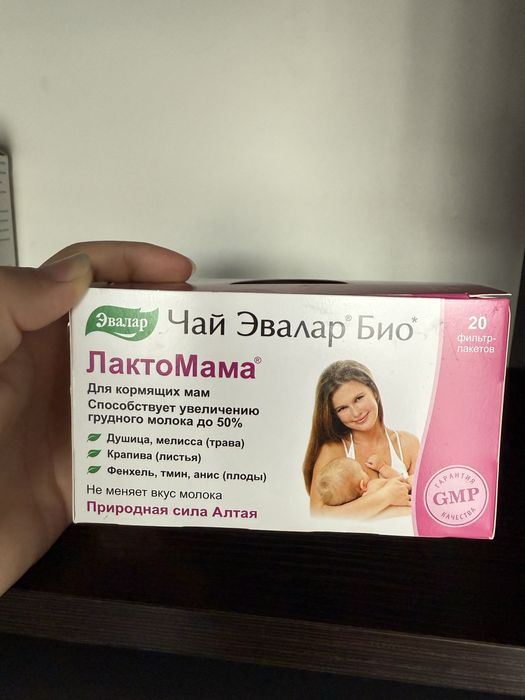 Эвалар
Чай Эвалар® Био*
20
фильтр-
пакетов
ЛактоМама®
Для кормящих мам
Способствует увеличению
грудного молока до 50%
Душица, мелисса (трава)
Крапива (листья)
Фенхель, тмин, анис (плоды)
Не меняет вкус молока
Природная сила Алтая
ГАРАНТИЯ
GMP
КАЧЕСТВА